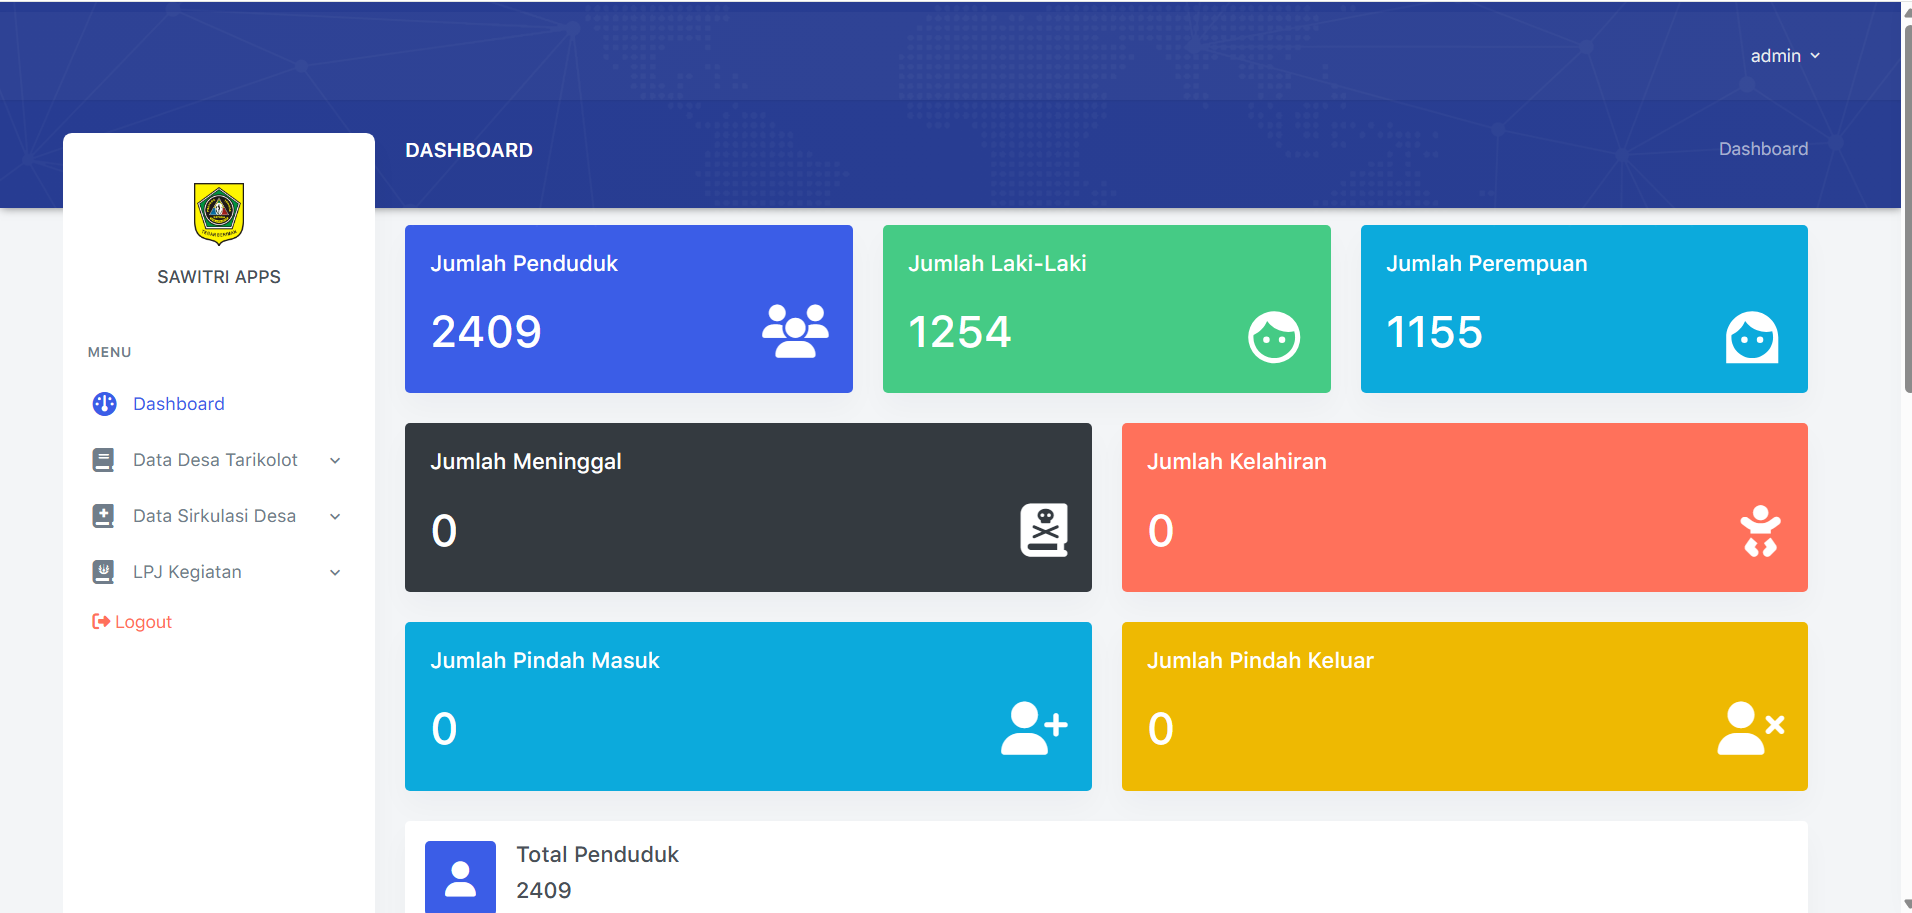 admin
DASHBOARD
Dashboard
SAWITRI APPS
MENU
Dashboard
Data Desa Tarikolot
Data Sirkulasi Desa
LPJ Kegiatan
Logout
Jumlah Penduduk
2409
Jumlah Laki-Laki
1254
Jumlah Perempuan
1155
Jumlah Meninggal
0
Jumlah Kelahiran
0
Jumlah Pindah Masuk
0
Jumlah Pindah Keluar
0
Total Penduduk
2409